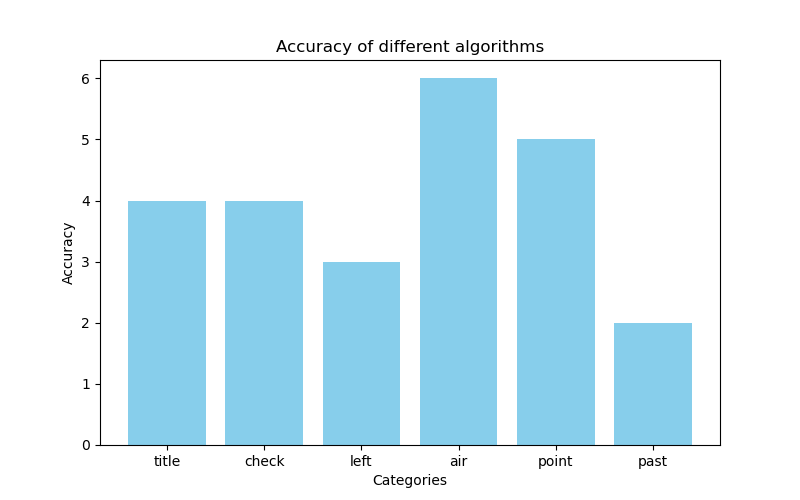 Accuracy of different algorithms
6
5
4
3
2
1
0
Accuracy
title check left air point past
Categories